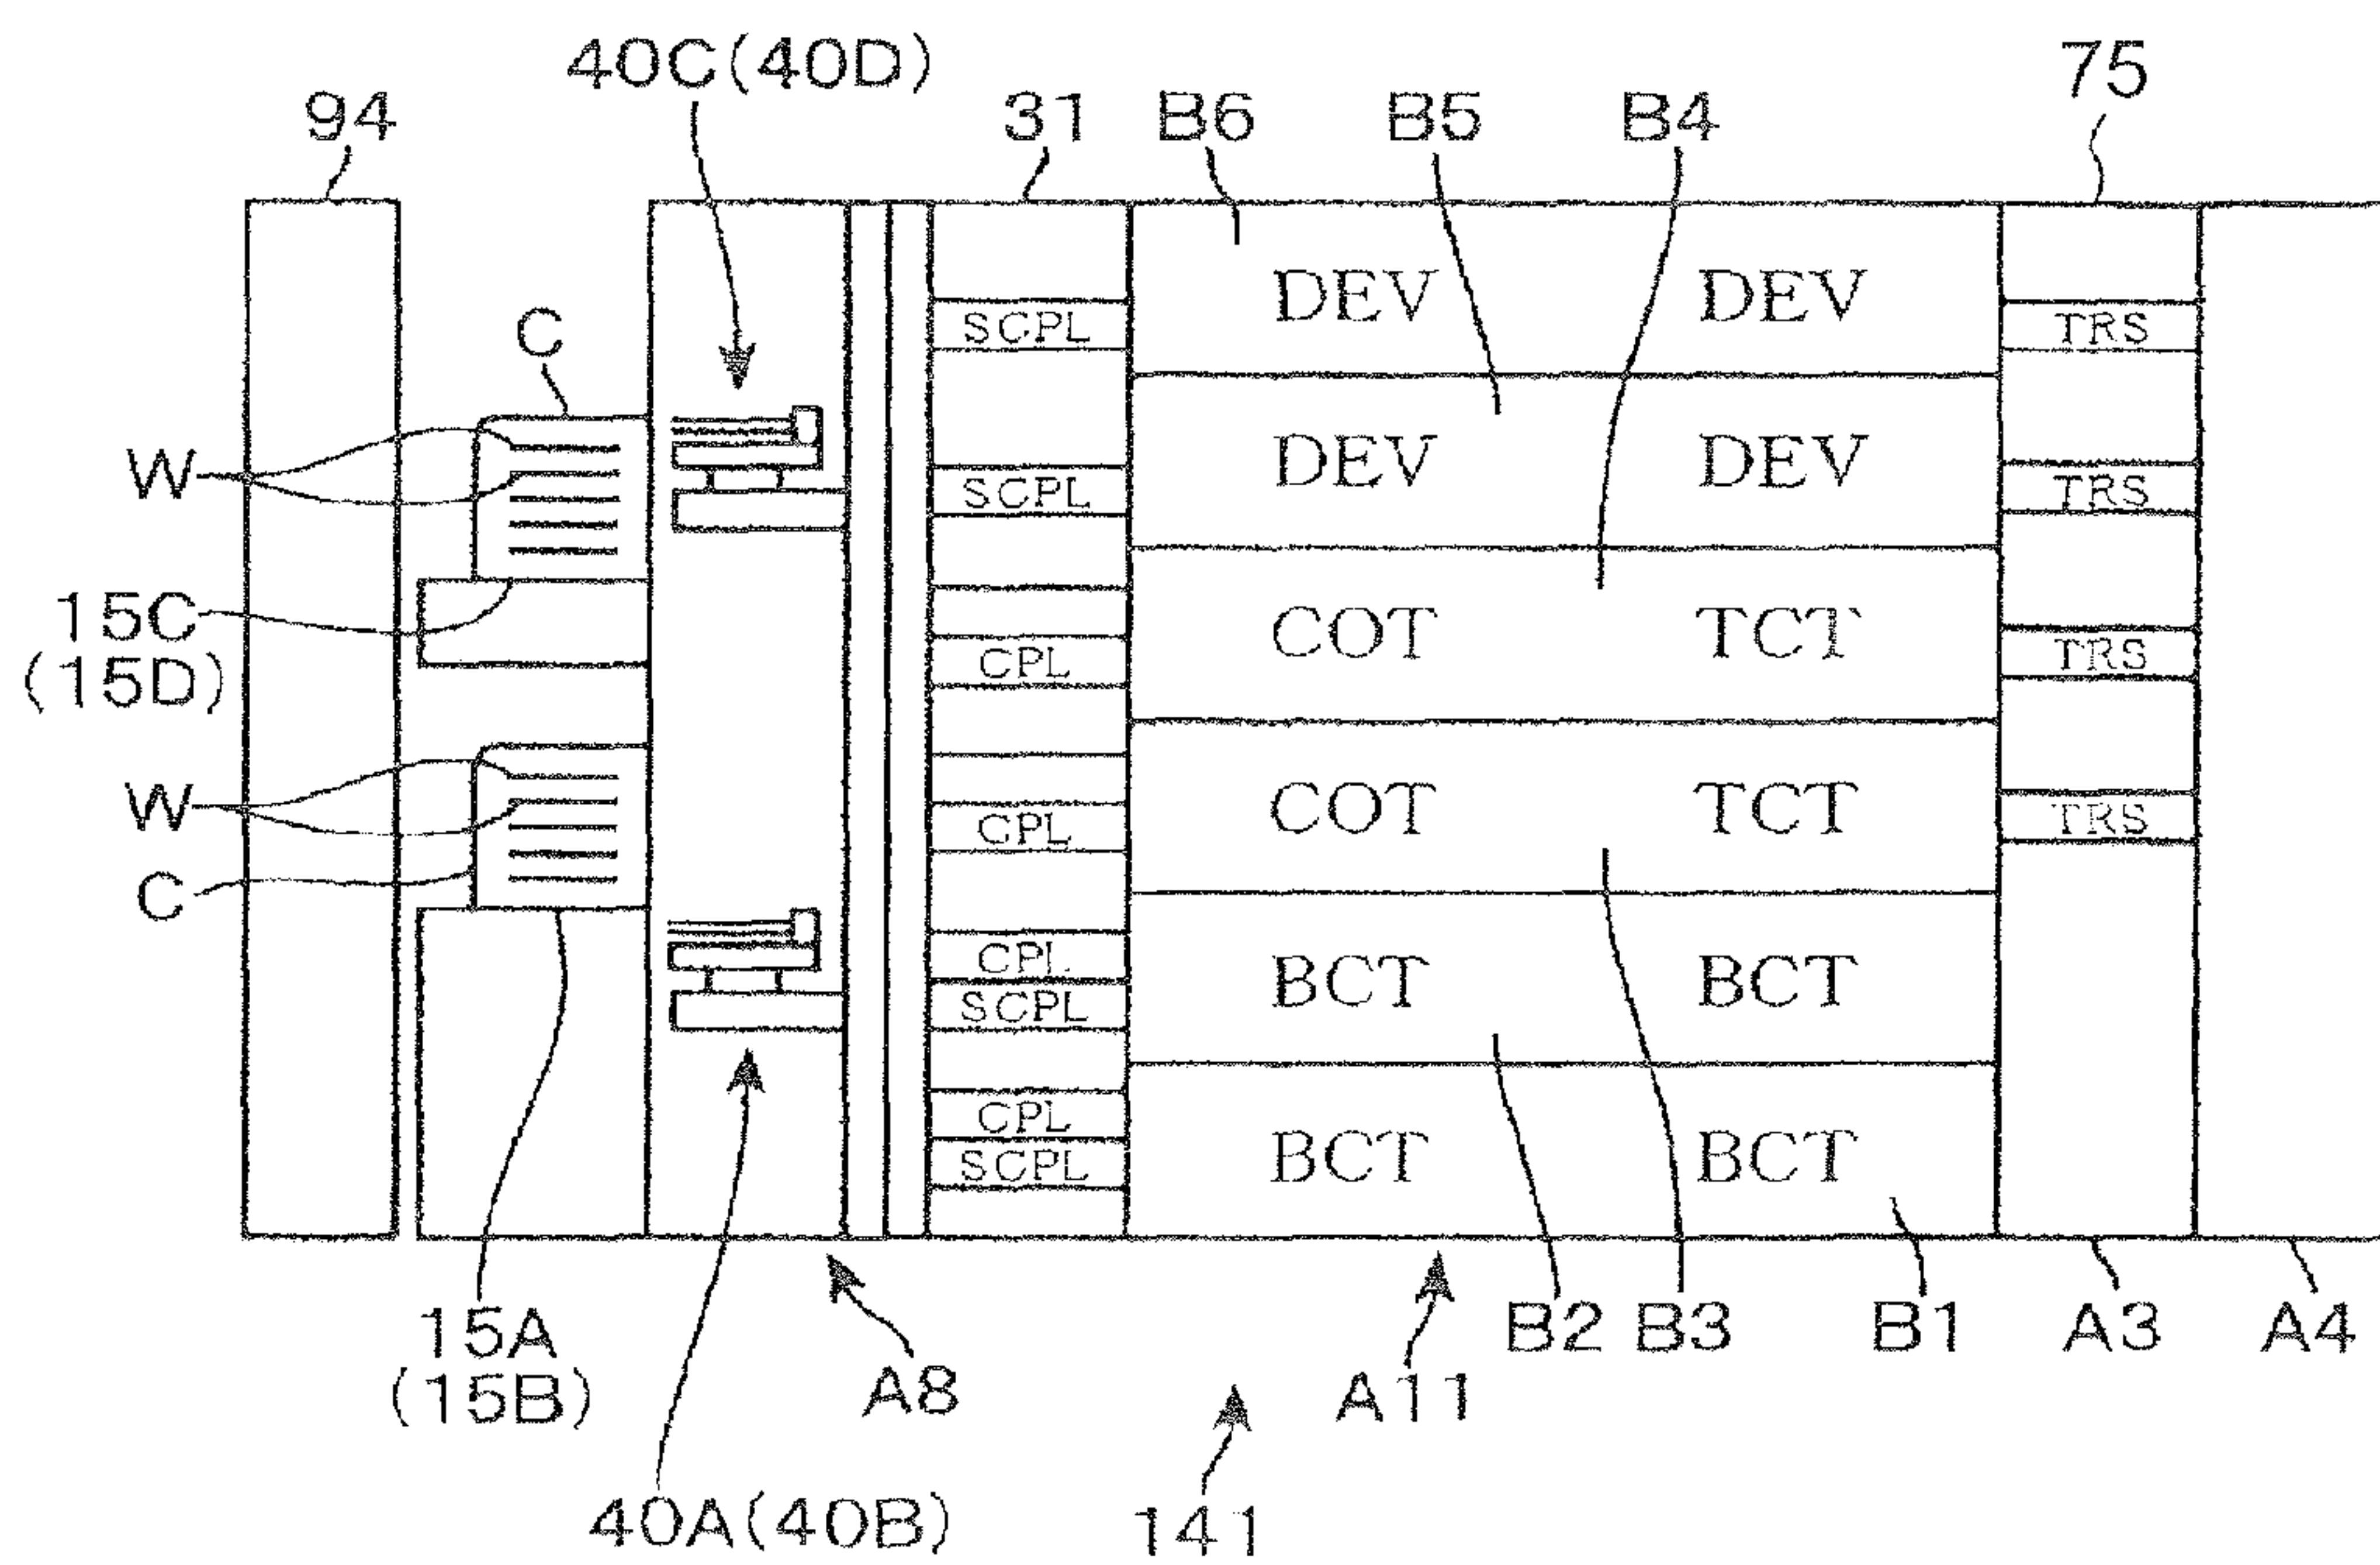 40C(40D)
94
31
B6
B5
B4
75
DEV
DEV
SCPL
TRS
C
W
DEV
DEV
SCPL
TRS
15C
(15D)
COT
TCT
CPL
TRS
W
COT
TCT
CPL
TRS
C
CPL
BCT
BCT
SCPL
CPL
BCT
BCT
SCPL
15A
(15B)
A8
A11
B2
B3
B1
A3
A4
40A(40B)
141